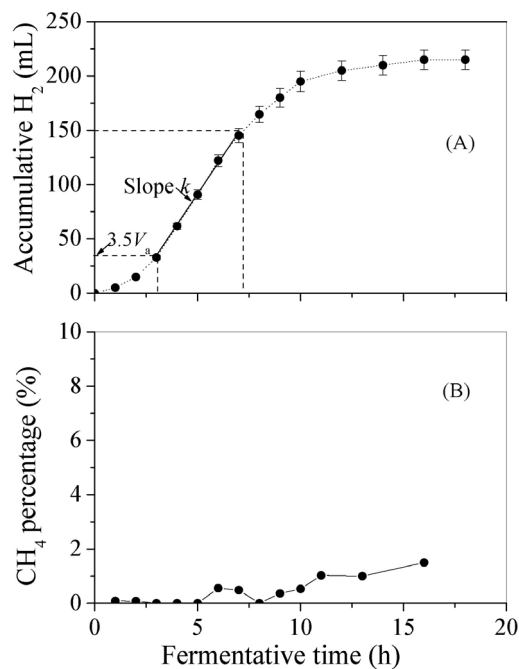 250
200
150
100
50
0
Accumulative H₂ (mL)
(A)
Slope k
3.5Vₐ
10
8
6
4
2
0
CH₄ percentage (%)
(B)
0 5 10 15 20
Fermentative time (h)